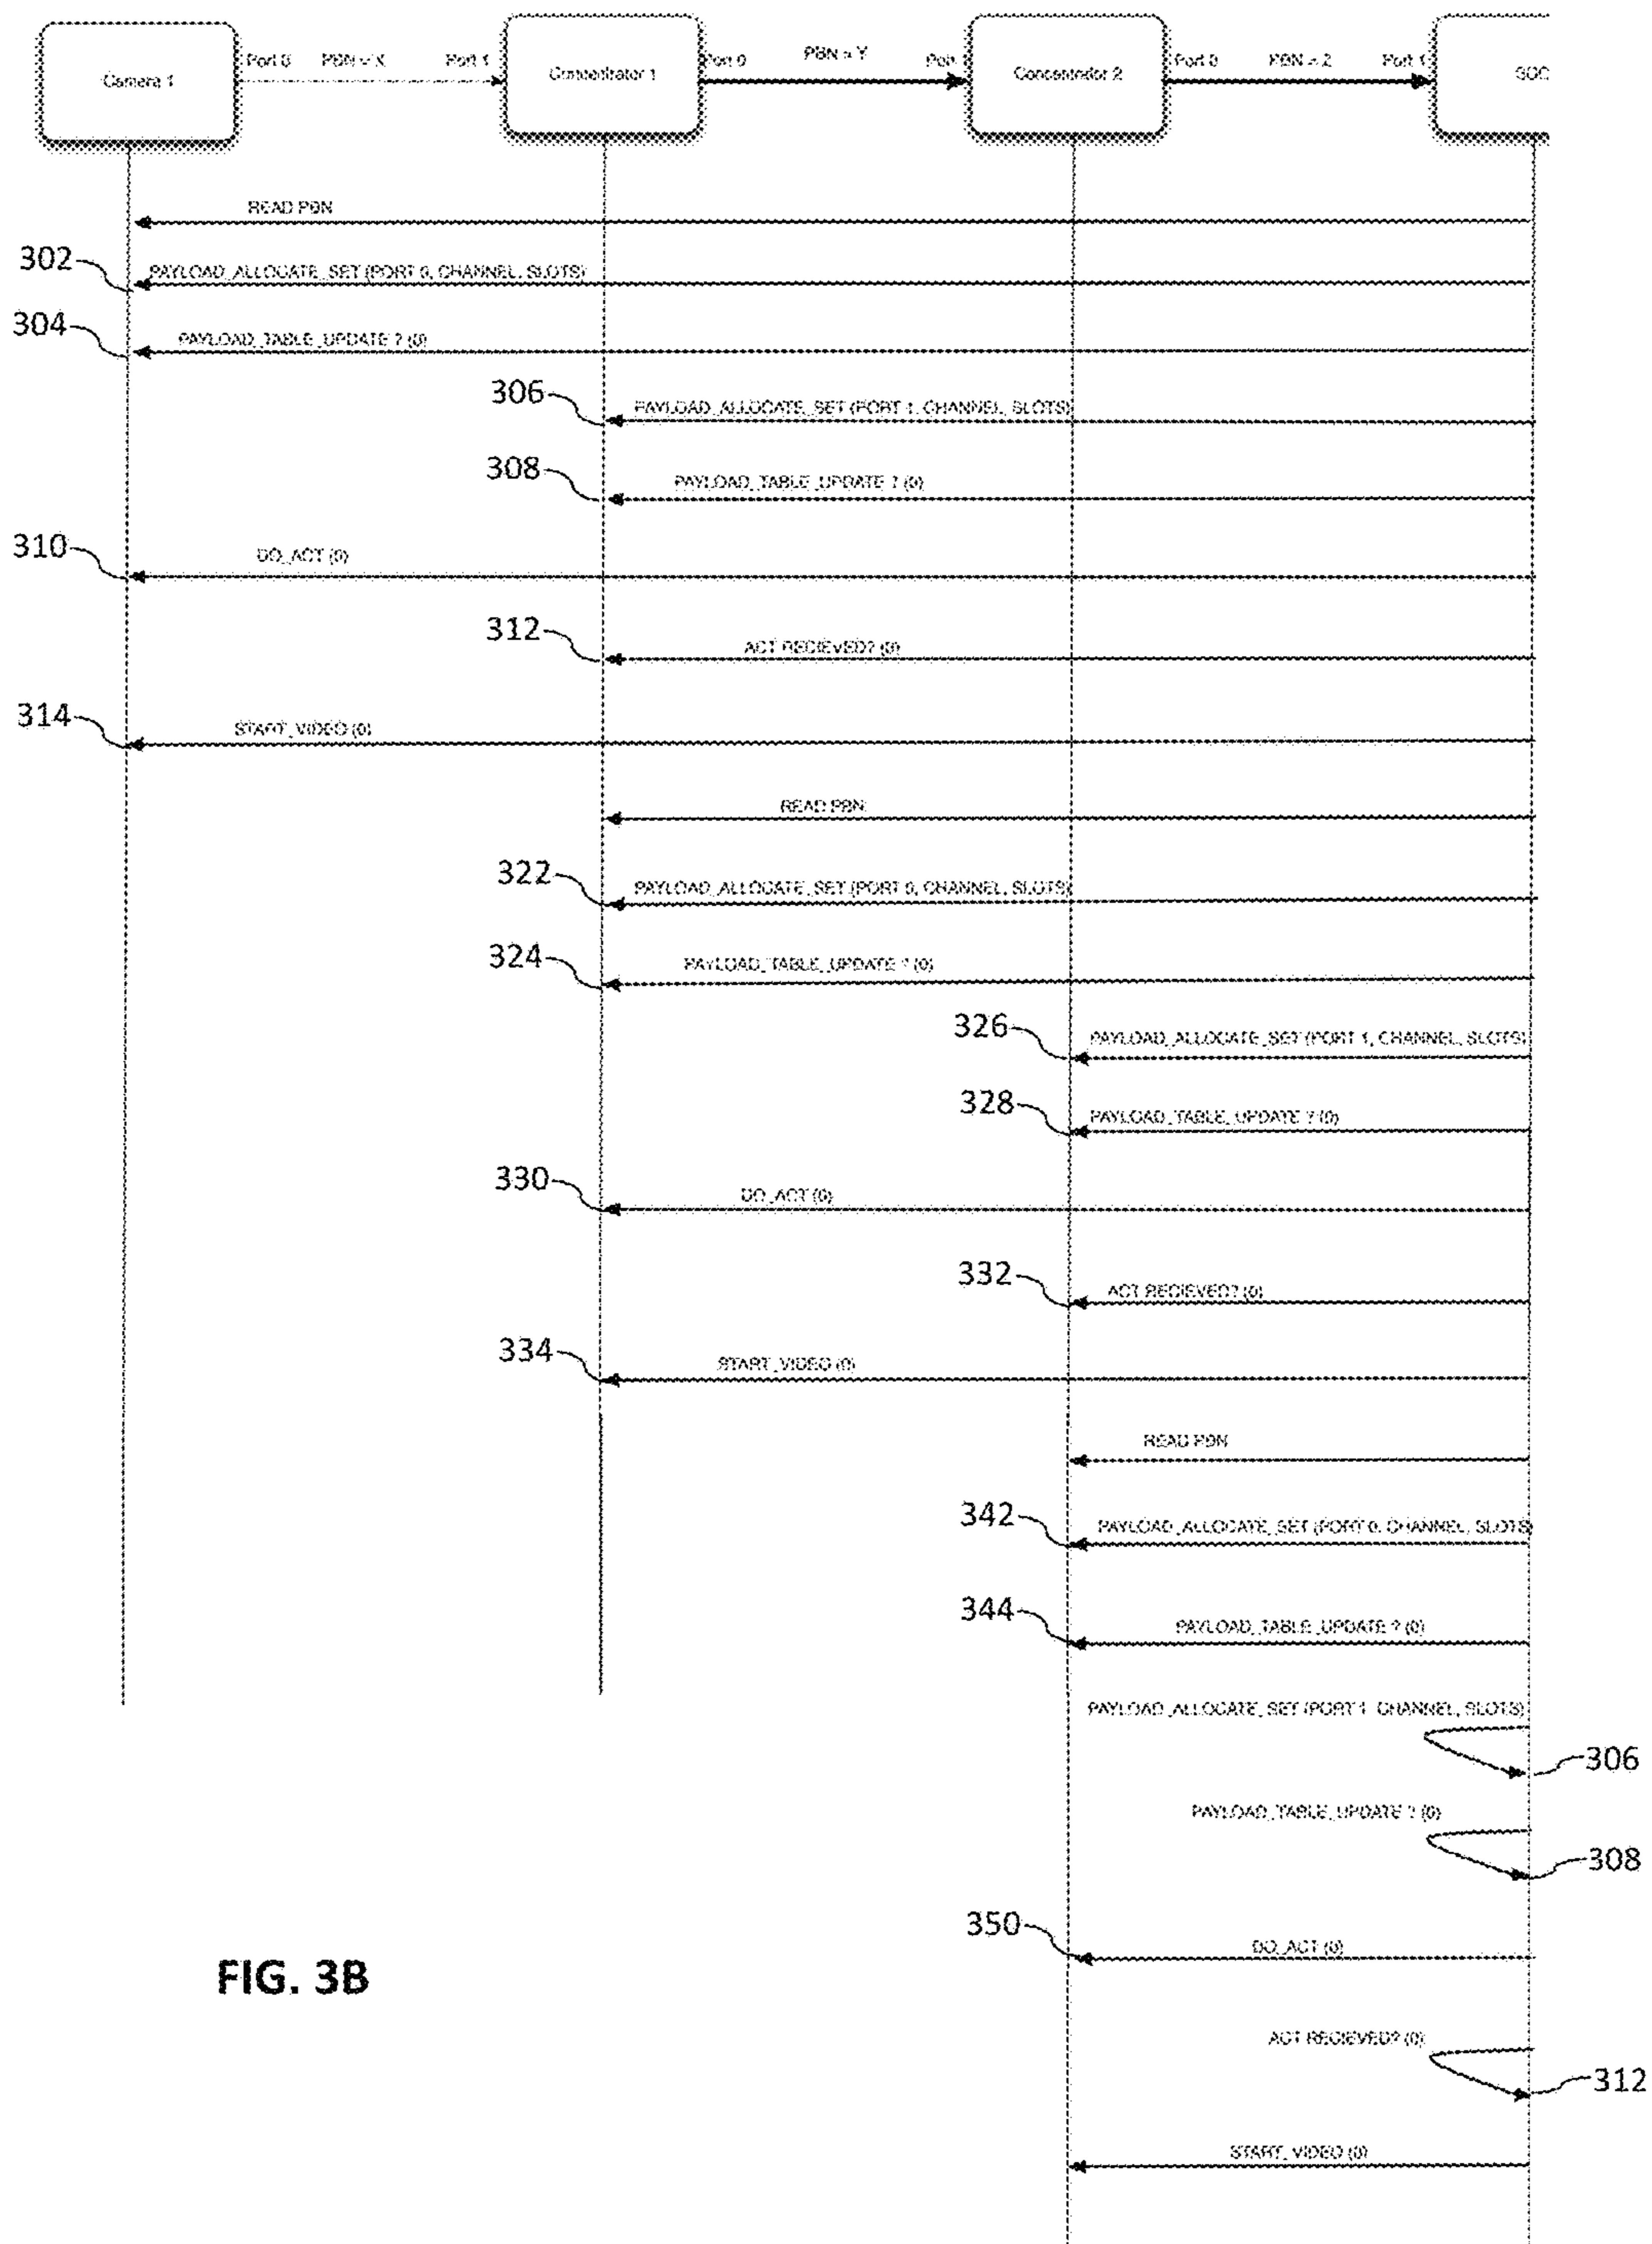 Camera 1
Port 0 PBN = X Port 1
Concentrator 1
Port 0 PBN = Y Port
Concentrator 2
Port 0 PBN = Z Port 1
SOC
READ PBN
302
PAYLOAD_ALLOCATE_SET (PORT 0, CHANNEL, SLOTS)
304
PAYLOAD_TABLE_UPDATE ? (0)
306
PAYLOAD_ALLOCATE_SET (PORT 1, CHANNEL, SLOTS)
308
PAYLOAD_TABLE_UPDATE ? (0)
310
DO_ACT (0)
312
ACT RECIEVED? (0)
314
START_VIDEO (0)
READ PBN
322
PAYLOAD_ALLOCATE_SET (PORT 0, CHANNEL, SLOTS)
324
PAYLOAD_TABLE_UPDATE ? (0)
326
PAYLOAD_ALLOCATE_SET (PORT 1, CHANNEL, SLOTS)
328
PAYLOAD_TABLE_UPDATE ? (0)
330
DO_ACT (0)
332
ACT RECIEVED? (0)
334
START_VIDEO (0)
READ PBN
342
PAYLOAD_ALLOCATE_SET (PORT 0, CHANNEL, SLOTS)
344
PAYLOAD_TABLE_UPDATE ? (0)
PAYLOAD_ALLOCATE_SET (PORT 1, CHANNEL, SLOTS)
306
PAYLOAD_TABLE_UPDATE ? (0)
308
350
DO_ACT (0)
FIG. 3B
ACT RECIEVED? (0)
312
START_VIDEO (0)